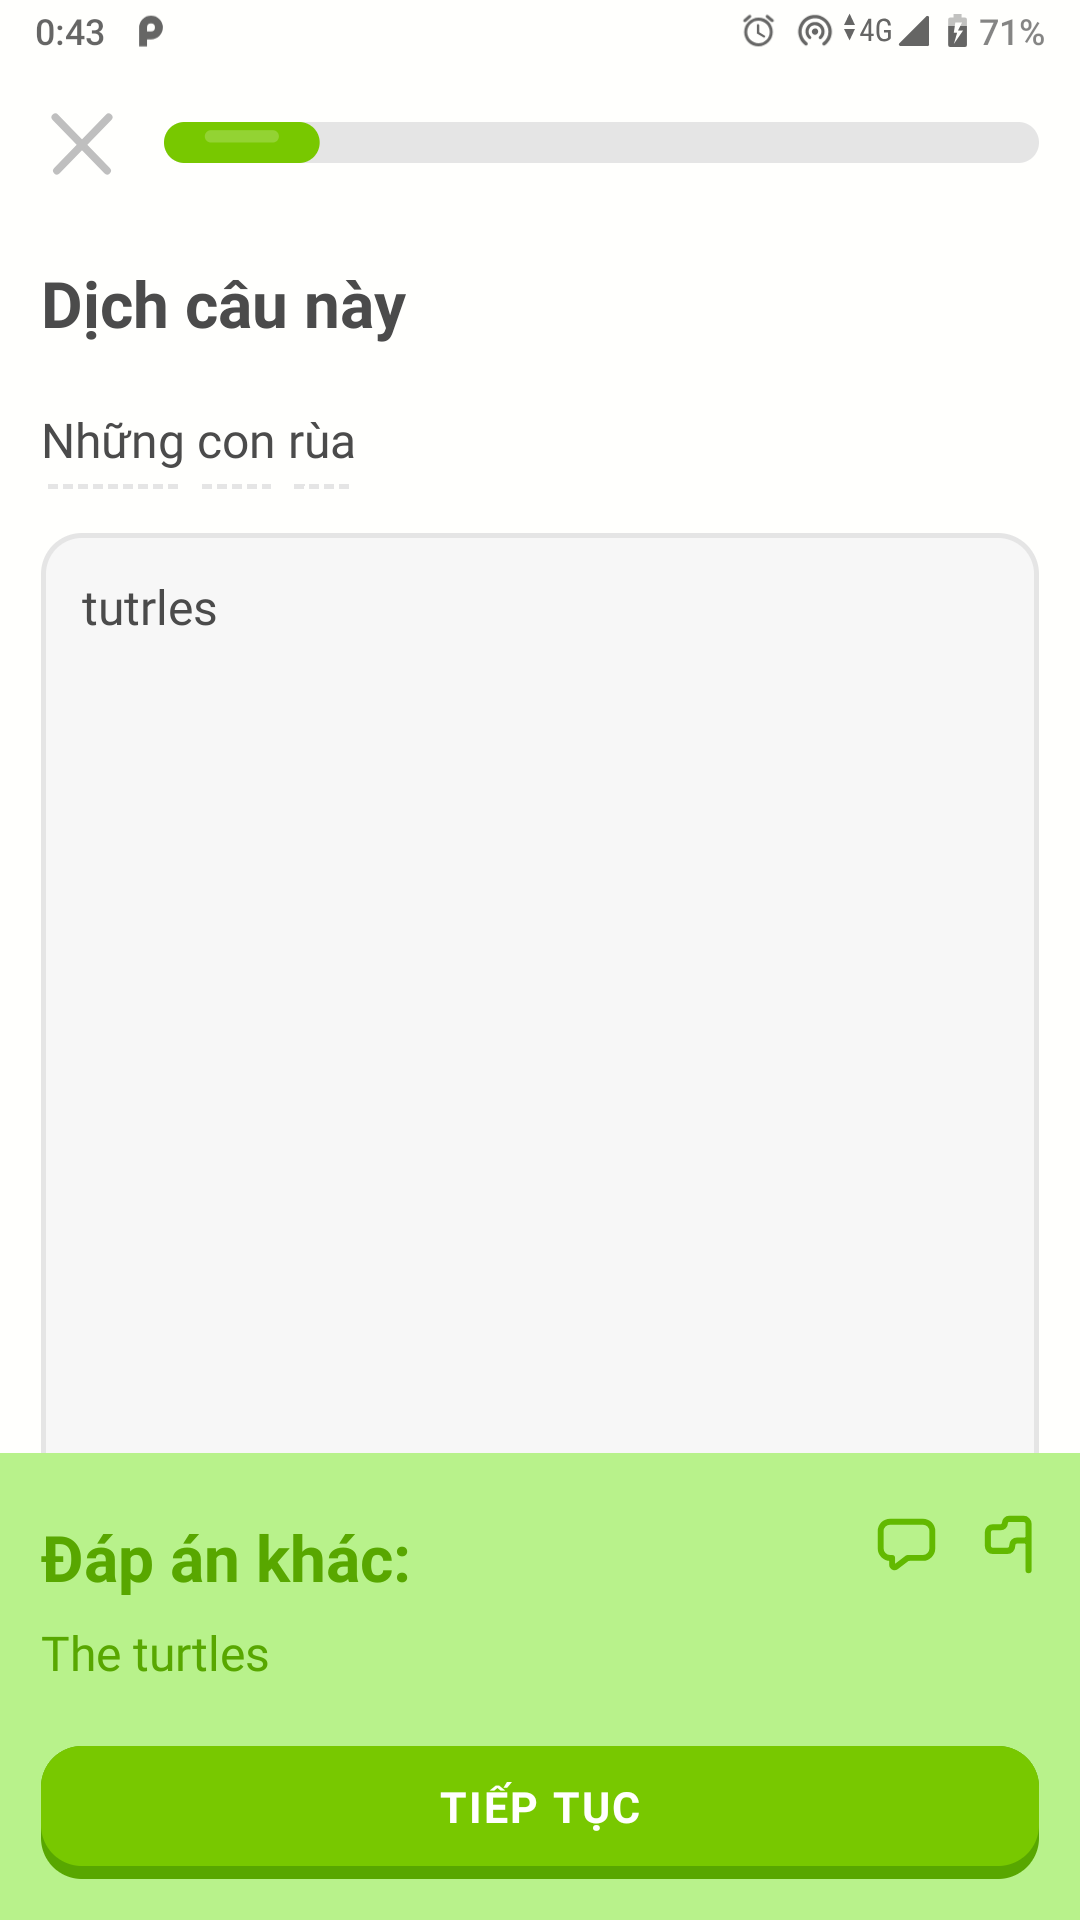 0:43 4G 71%
Dịch câu này
Những con rùa
tutrles
Đáp án khác:
The turtles
TIẾP TỤC